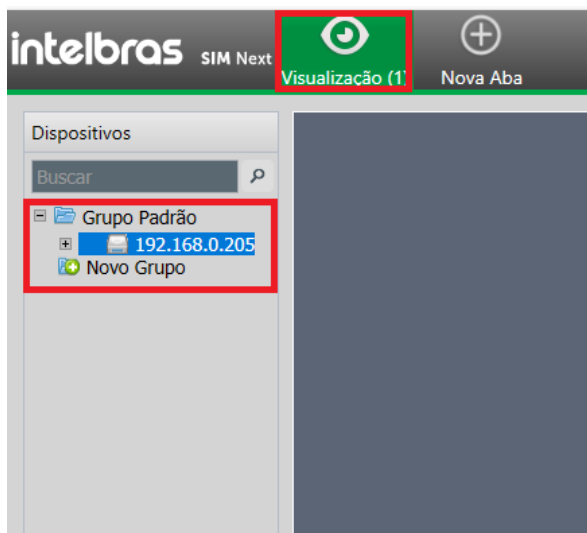 intelbras SIM Next
Visualização (1)
Nova Aba
Dispositivos
Buscar
Grupo Padrão
192.168.0.205
Novo Grupo